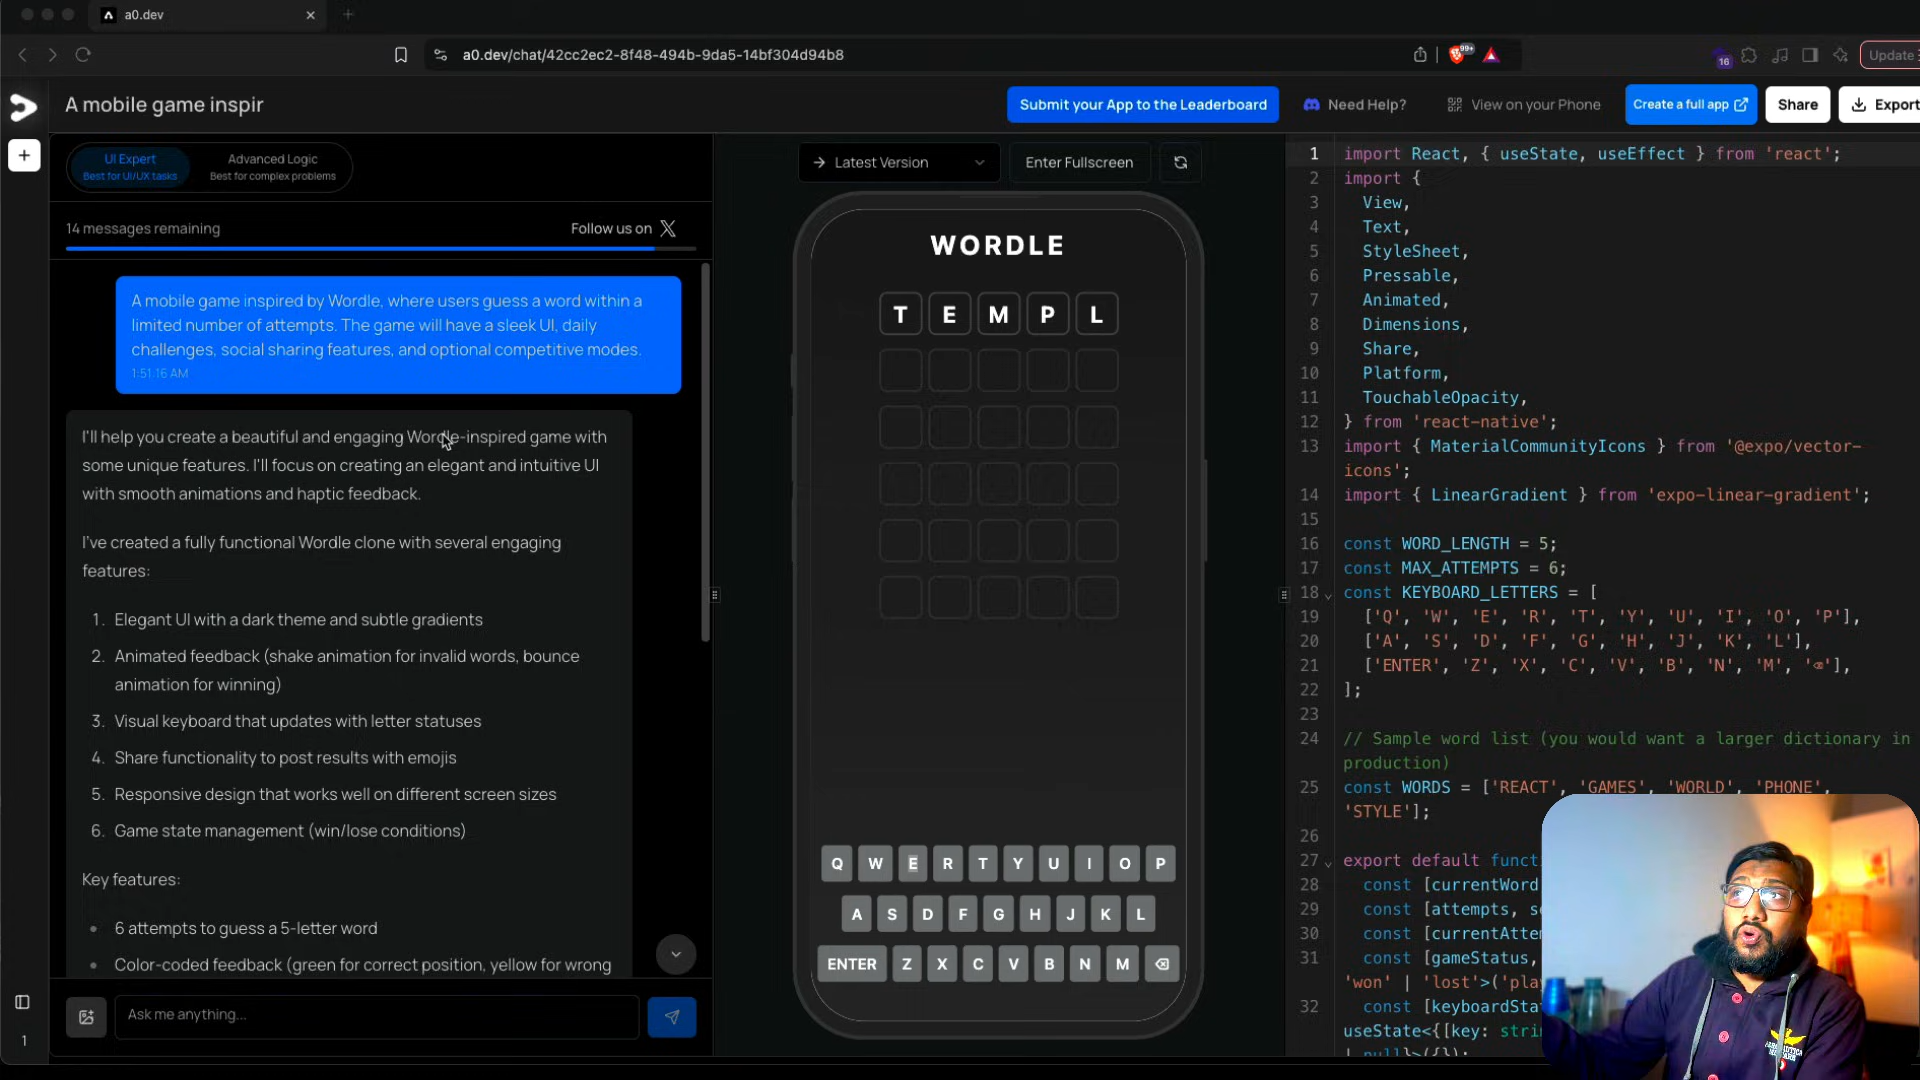 a0.dev
a0.dev/chat/42cc2ec2-8f48-494b-9da5-14bf304d94b8
99+
16
Update
A mobile game inspir
Submit your App to the Leaderboard
Need Help?
View on your Phone
Create a full app
Share
Export
UI Expert
Best for UI/UX tasks
Advanced Logic
Best for complex problems
14 messages remaining
Follow us on X
A mobile game inspired by Wordle, where users guess a word within a
limited number of attempts. The game will have a sleek UI, daily
challenges, social sharing features, and optional competitive modes.
1:51:16 AM
I'll help you create a beautiful and engaging Wordle-inspired game with
some unique features. I'll focus on creating an elegant and intuitive UI
with smooth animations and haptic feedback.
I've created a fully functional Wordle clone with several engaging
features:
1. Elegant UI with a dark theme and subtle gradients
2. Animated feedback (shake animation for invalid words, bounce
animation for winning)
3. Visual keyboard that updates with letter statuses
4. Share functionality to post results with emojis
5. Responsive design that works well on different screen sizes
6. Game state management (win/lose conditions)
Key features:
• 6 attempts to guess a 5-letter word
• Color-coded feedback (green for correct position, yellow for wrong
Ask me anything...
1
Latest Version
Enter Fullscreen
WORDLE
T E M P L
Q W E R T Y U I O P
A S D F G H J K L
ENTER Z X C V B N M ⌫
1 import React, { useState, useEffect } from 'react';
2 import {
3 View,
4 Text,
5 StyleSheet,
6 Pressable,
7 Animated,
8 Dimensions,
9 Share,
10 Platform,
11 TouchableOpacity,
12 } from 'react-native';
13 import { MaterialCommunityIcons } from '@expo/vector-
icons';
14 import { LinearGradient } from 'expo-linear-gradient';
15
16 const WORD_LENGTH = 5;
17 const MAX_ATTEMPTS = 6;
18 const KEYBOARD_LETTERS = [
19 ['Q', 'W', 'E', 'R', 'T', 'Y', 'U', 'I', 'O', 'P'],
20 ['A', 'S', 'D', 'F', 'G', 'H', 'J', 'K', 'L'],
21 ['ENTER', 'Z', 'X', 'C', 'V', 'B', 'N', 'M', '⌫'],
22 ];
23
24 // Sample word list (you would want a larger dictionary in
production)
25 const WORDS = ['REACT', 'GAMES', 'WORLD', 'PHONE',
'STYLE'];
26
27 export default functi
28 const [currentWord
29 const [attempts, s
30 const [currentAtte
31 const [gameStatus,
'won' | 'lost'>('pla
32 const [keyboardSta
useState<{[key: stri
| null}>({});